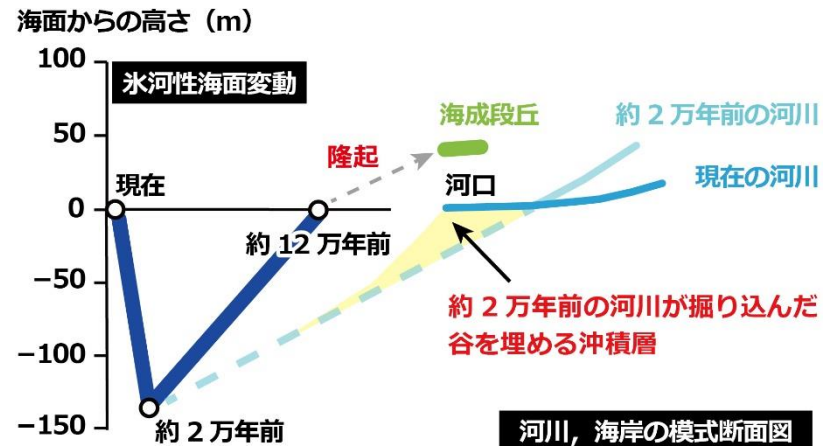 海面からの高さ（m）
100
氷河性海面変動
50
海成段丘
約２万年前の河川
隆起
現在
河口
現在の河川
0
約12万年前
−50
約２万年前の河川が掘り込んだ
谷を埋める沖積層
−100
−150
約２万年前
河川，海岸の模式断面図